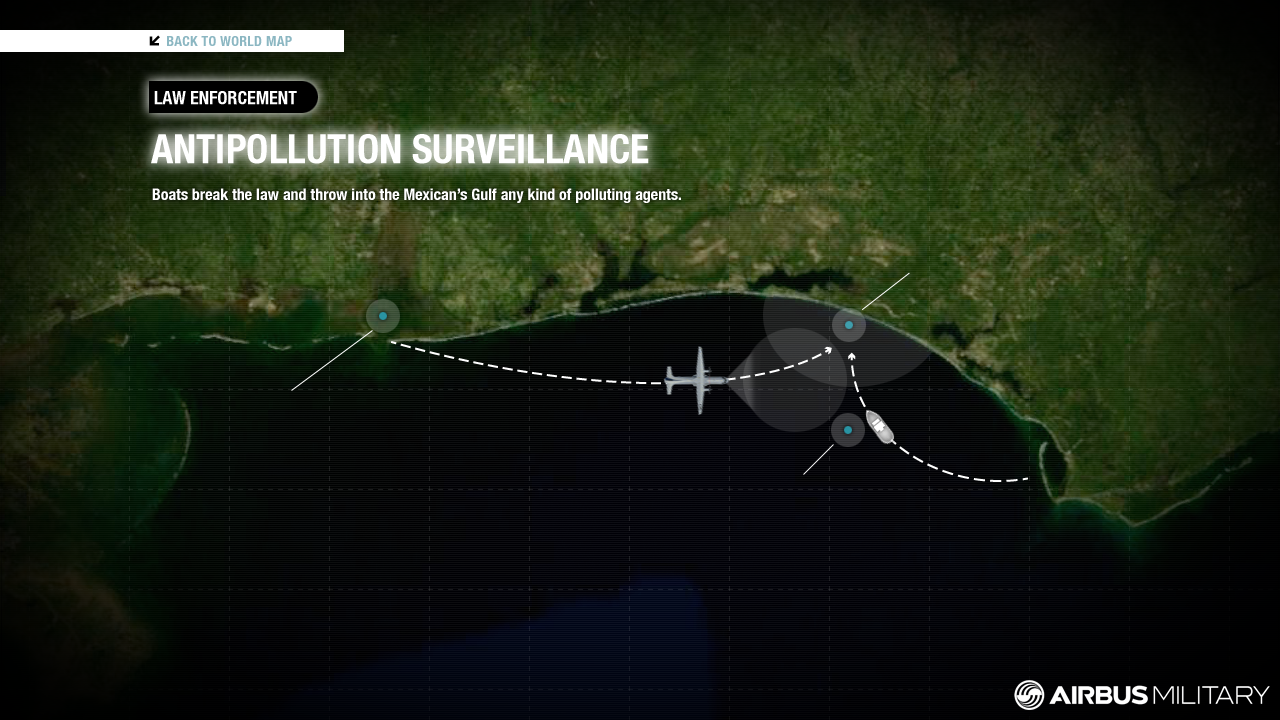 BACK TO WORLD MAP
LAW ENFORCEMENT
ANTIPOLLUTION SURVEILLANCE
Boats break the law and throw into the Mexican's Gulf any kind of polluting agents.
AIRBUS MILITARY